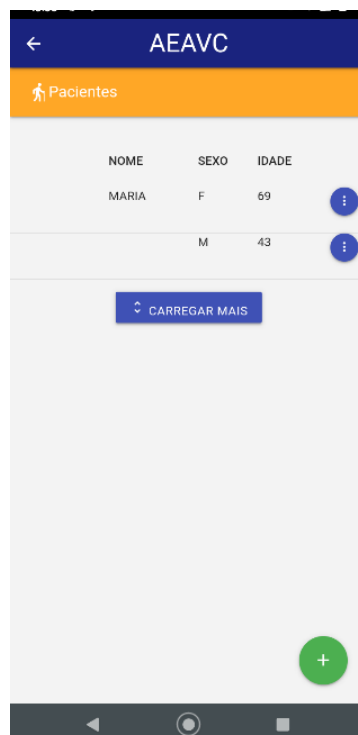 AEAVC
Pacientes
NOME SEXO IDADE
MARIA F 69
M 43
CARREGAR MAIS